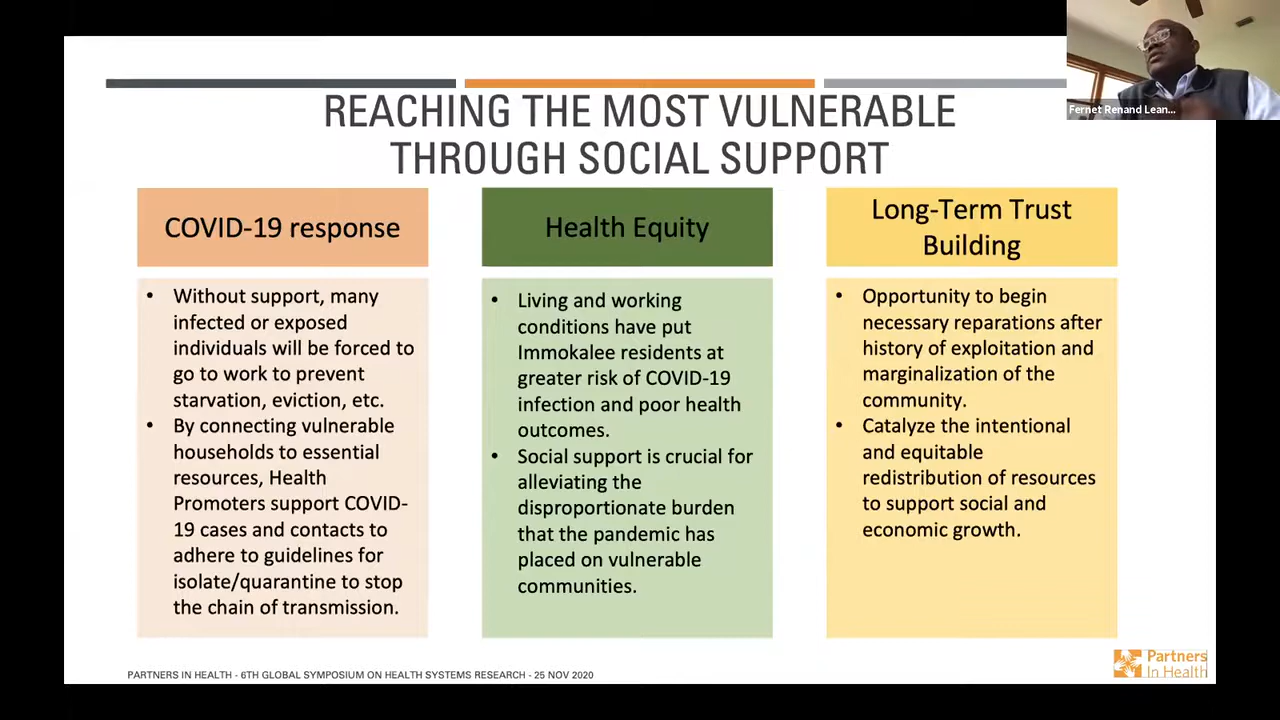 Fernet Renand Lean...
REACHING THE MOST VULNERABLE
THROUGH SOCIAL SUPPORT
COVID-19 response
• Without support, many
infected or exposed
individuals will be forced to
go to work to prevent
starvation, eviction, etc.
• By connecting vulnerable
households to essential
resources, Health
Promoters support COVID-
19 cases and contacts to
adhere to guidelines for
isolate/quarantine to stop
the chain of transmission.
Health Equity
• Living and working
conditions have put
Immokalee residents at
greater risk of COVID-19
infection and poor health
outcomes.
• Social support is crucial for
alleviating the
disproportionate burden
that the pandemic has
placed on vulnerable
communities.
Long-Term Trust
Building
• Opportunity to begin
necessary reparations after
history of exploitation and
marginalization of the
community.
• Catalyze the intentional
and equitable
redistribution of resources
to support social and
economic growth.
PARTNERS IN HEALTH - 6TH GLOBAL SYMPOSIUM ON HEALTH SYSTEMS RESEARCH - 25 NOV 2020
Partners
In Health